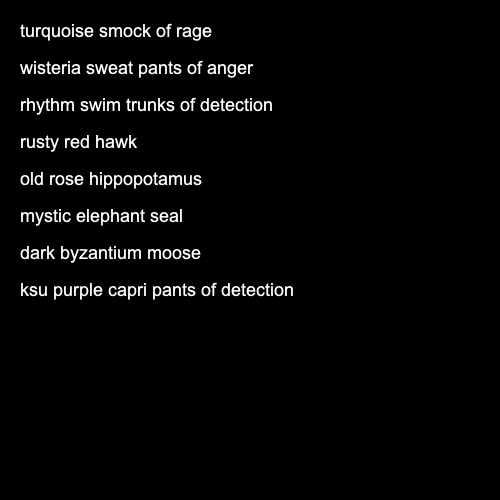 turquoise smock of rage
wisteria sweat pants of anger
rhythm swim trunks of detection
rusty red hawk
old rose hippopotamus
mystic elephant seal
dark byzantium moose
ksu purple capri pants of detection